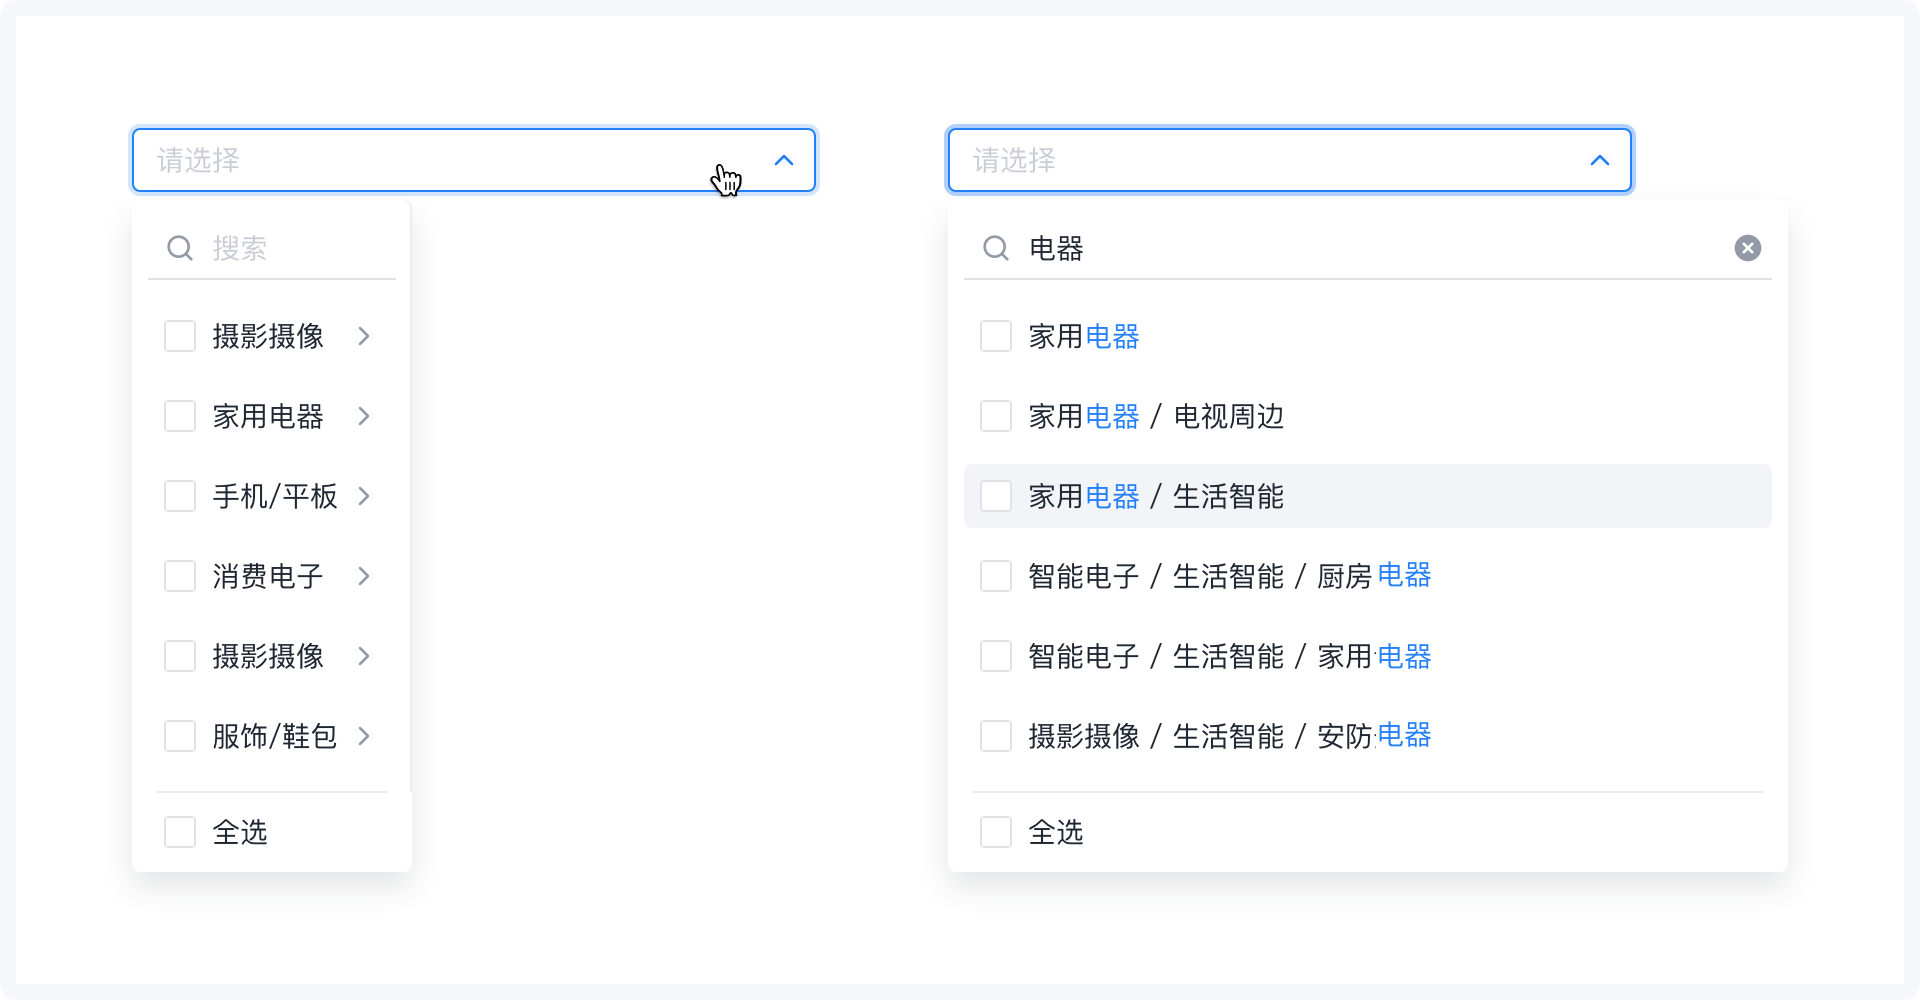 请选择
搜索
摄影摄像
家用电器
手机/平板
消费电子
摄影摄像
服饰/鞋包
全选
请选择
电器
家用电器
家用电器 / 电视周边
家用电器 / 生活智能
智能电子 / 生活智能 / 厨房电器
智能电子 / 生活智能 / 家用电器
摄影摄像 / 生活智能 / 安防电器
全选